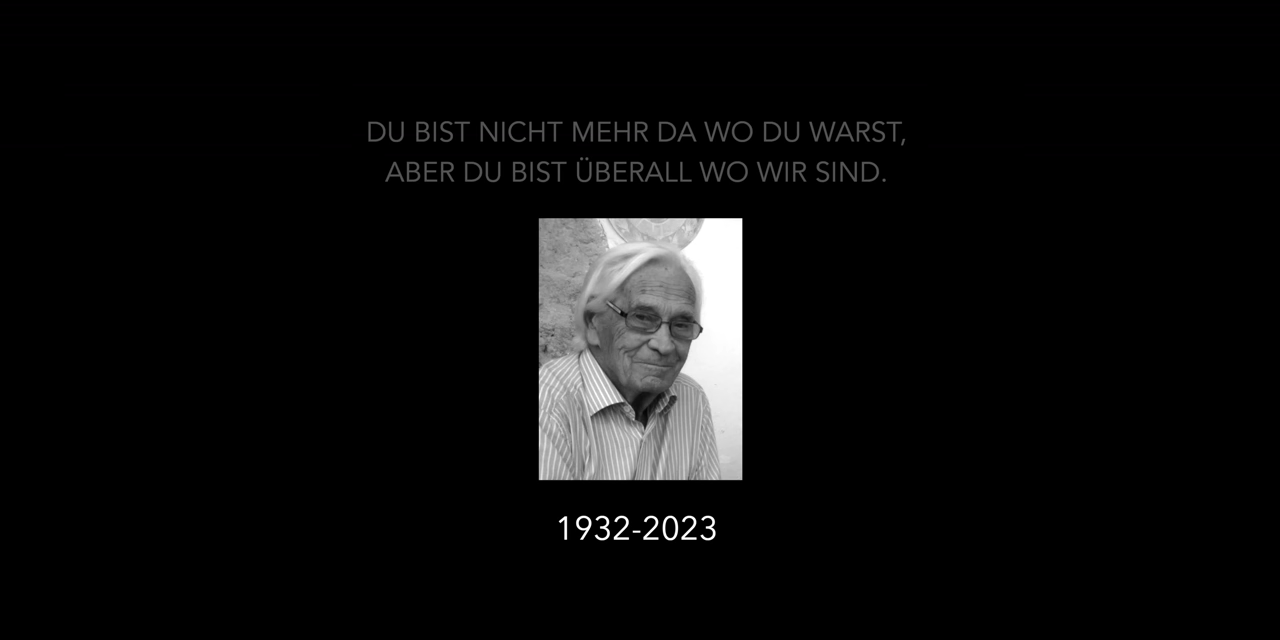 DU BIST NICHT MEHR DA WO DU WARST,
ABER DU BIST ÜBERALL WO WIR SIND.
1932-2023